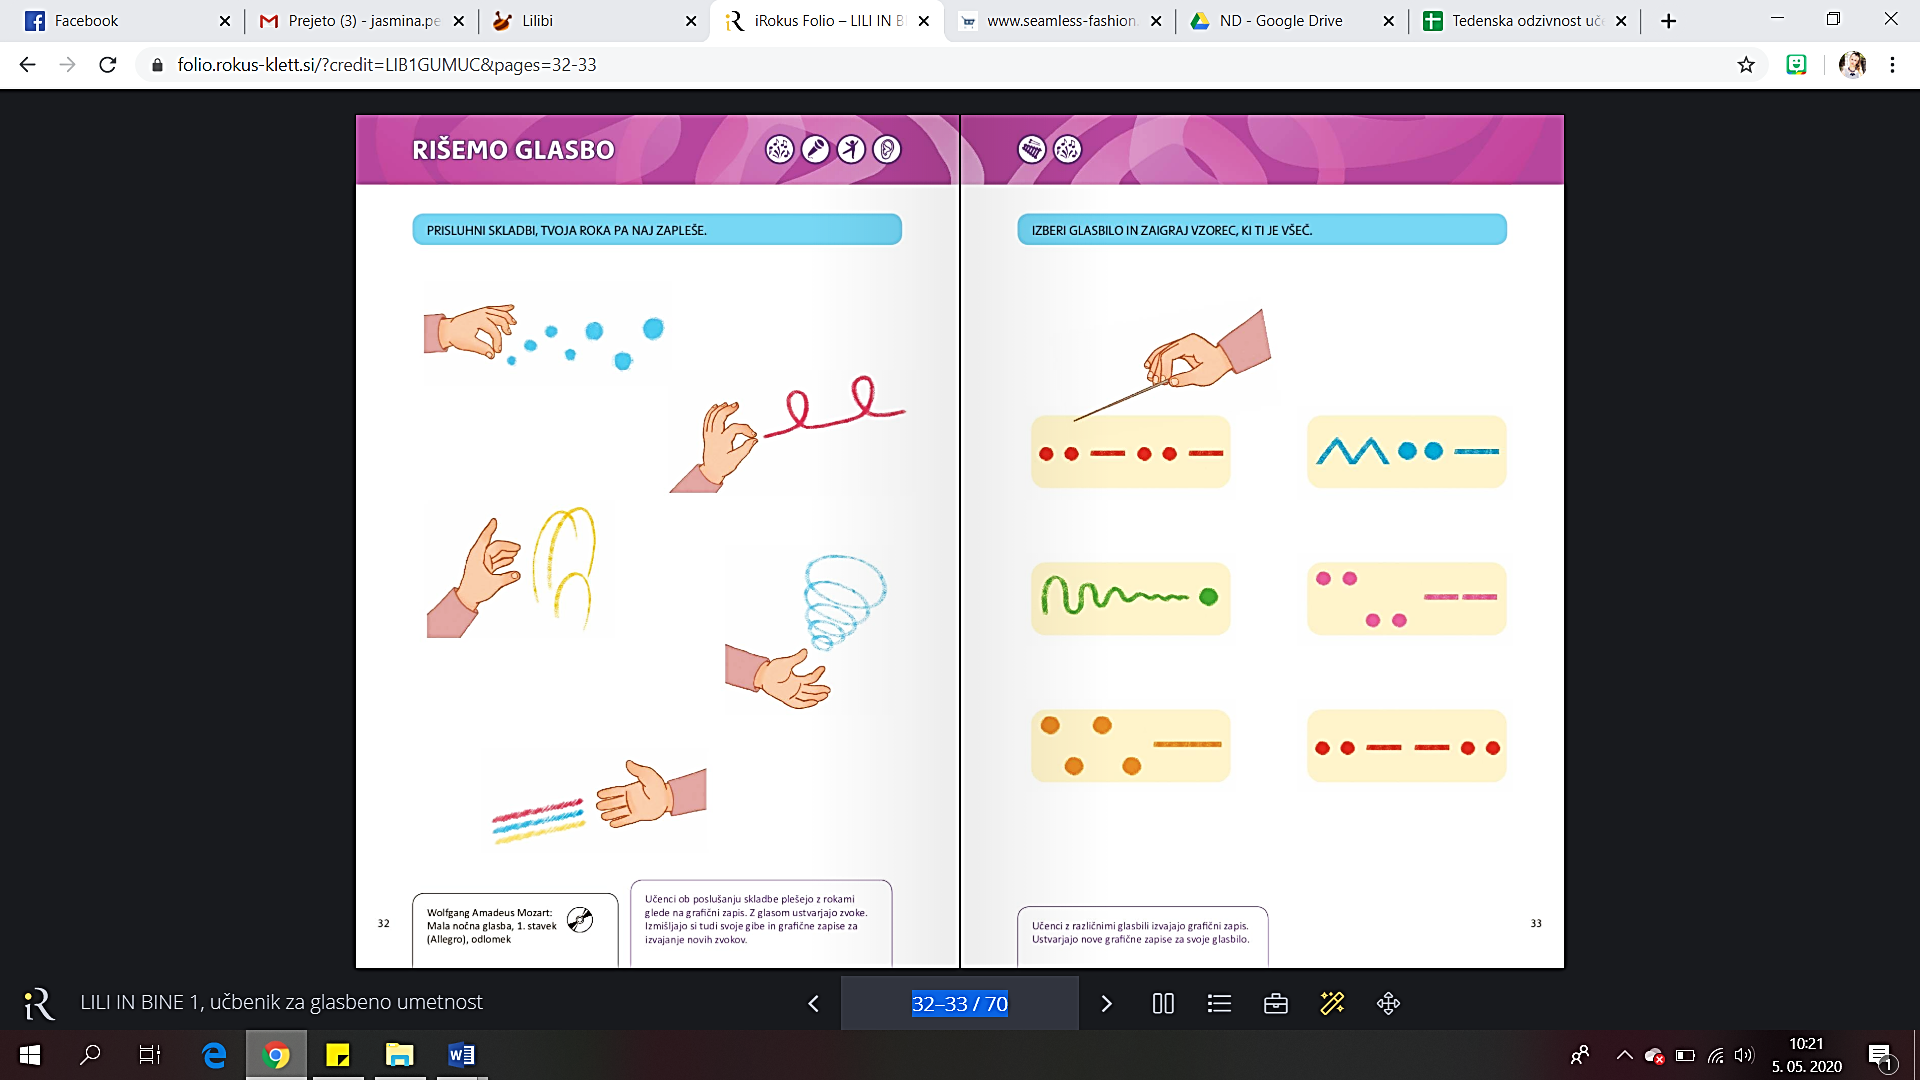 Facebook
Prejeto (3) - jasmina.pe
Lilibi
iRokus Folio – LILI IN B
www.seamless-fashion.
ND - Google Drive
Tedenska odzivnost uče
folio.rokus-klett.si/?credit=LIB1GUMUC&pages=32-33
RIŠEMO GLASBO
PRISLUHNI SKLADBI, TVOJA ROKA PA NAJ ZAPLEŠE.
Wolfgang Amadeus Mozart:
Mala nočna glasba, 1. stavek
(Allegro), odlomek
Učenci ob poslušanju skladbe plešejo z rokami
glede na grafični zapis. Z glasom ustvarjajo zvoke.
Izmišljajo si tudi svoje gibe in grafične zapise za
izvajanje novih zvokov.
32
IZBERI GLASBILO IN ZAIGRAJ VZOREC, KI TI JE VŠEČ.
Učenci z različnimi glasbili izvajajo grafični zapis.
Ustvarjajo nove grafične zapise za svoje glasbilo.
33
iR
LILI IN BINE 1, učbenik za glasbeno umetnost
32–33 / 70
10:21
5. 05. 2020
1